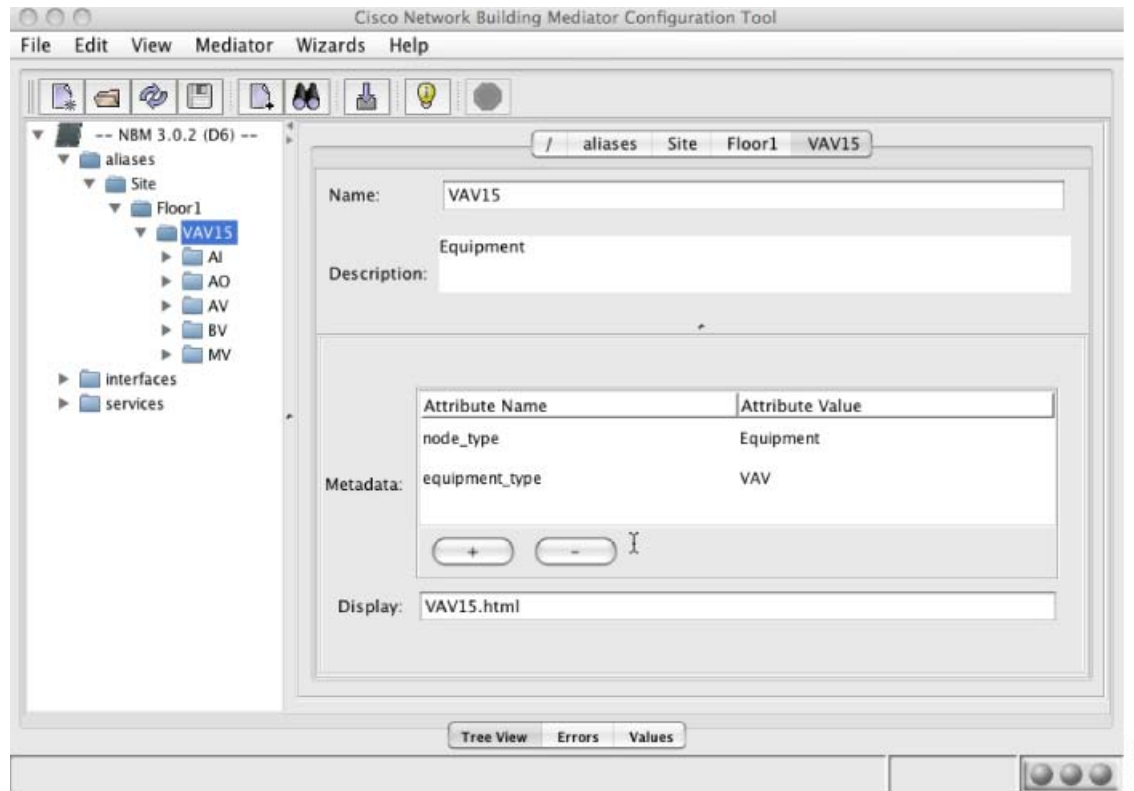 Cisco Network Building Mediator Configuration Tool
File Edit View Mediator Wizards Help
-- NBM 3.0.2 (D6) --
aliases
Site
Floor1
VAV15
AI
AO
AV
BV
MV
interfaces
services
/ aliases Site Floor1 VAV15
Name: VAV15
Description: Equipment
Metadata:
Attribute Name Attribute Value
node_type Equipment
equipment_type VAV
+ -
Display: VAV15.html
Tree View Errors Values